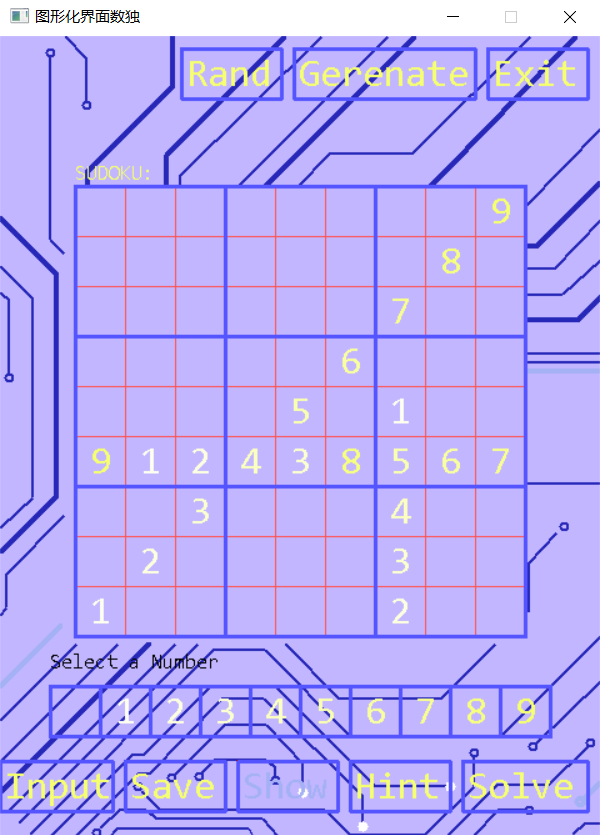 图形化界面数独
Rand Gerenate Exit
SUDOKU:
9
8
7
6
5 1
9 1 2 4 3 8 5 6 7
3 4
2 3
1 2
Select a Number
1 2 3 4 5 6 7 8 9
Input Save Show Hint Solve